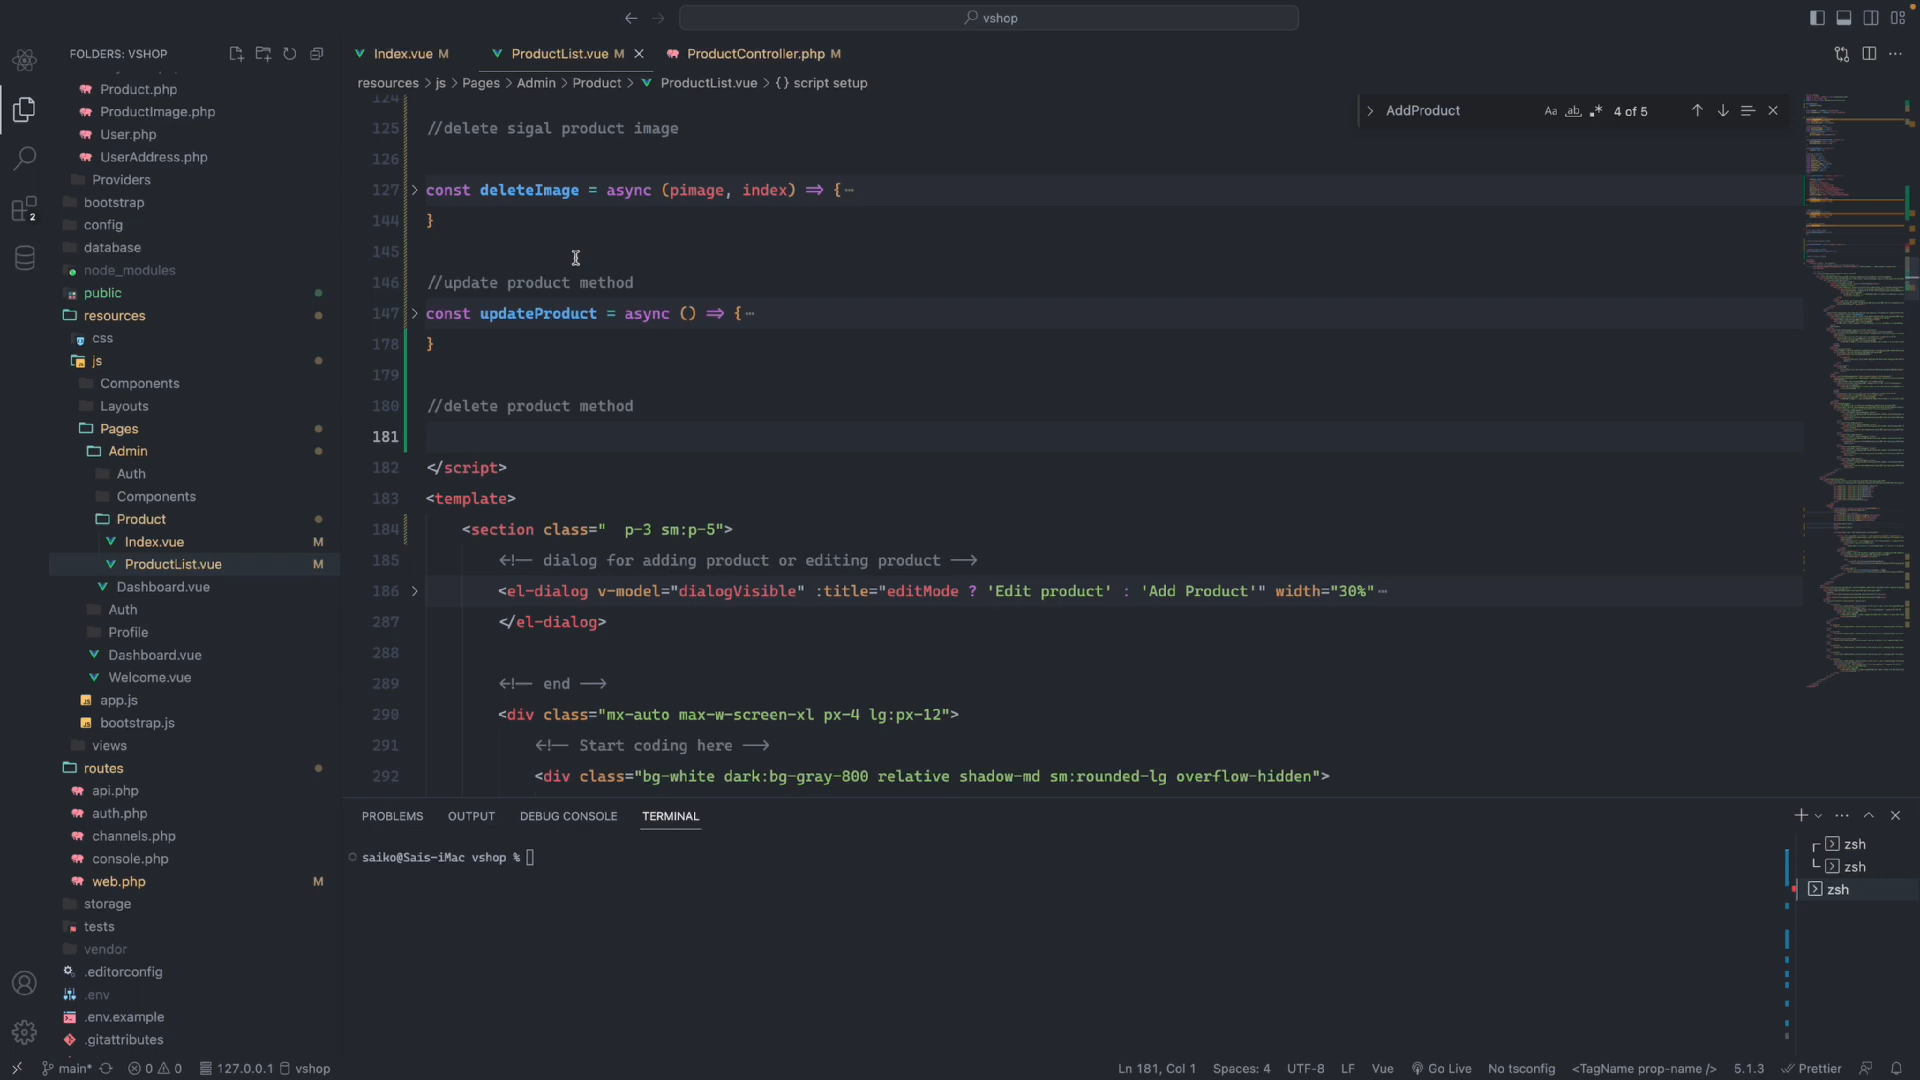 vshop
FOLDERS: VSHOP
Product.php
ProductImage.php
User.php
UserAddress.php
Providers
bootstrap
config
database
node_modules
public
resources
css
js
Components
Layouts
Pages
Admin
Auth
Components
Product
Index.vue M
ProductList.vue M
Dashboard.vue
Auth
Profile
Dashboard.vue
Welcome.vue
app.js
bootstrap.js
views
routes
api.php
auth.php
channels.php
console.php
web.php M
storage
tests
vendor
.editorconfig
.env
.env.example
.gitattributes
2
Index.vue M
ProductList.vue M
ProductController.php M
resources > js > Pages > Admin > Product > ProductList.vue > {} script setup
AddProduct Aa ab .* 4 of 5
124
125 //delete sigal product image
126
127 const deleteImage = async (pimage, index) => {…
144 }
145
146 //update product method
147 const updateProduct = async () => {…
178 }
179
180 //delete product method
181
182 </script>
183 <template>
184 <section class="  p-3 sm:p-5">
185 <!-- dialog for adding product or editing product -->
186 <el-dialog v-model="dialogVisible" :title="editMode ? 'Edit product' : 'Add Product'" width="30%"…
287 </el-dialog>
288
289 <!-- end -->
290 <div class="mx-auto max-w-screen-xl px-4 lg:px-12">
291 <!-- Start coding here -->
292 <div class="bg-white dark:bg-gray-800 relative shadow-md sm:rounded-lg overflow-hidden">
PROBLEMS OUTPUT DEBUG CONSOLE TERMINAL
saiko@Sais-iMac vshop %
zsh
zsh
zsh
main* 0 0 127.0.0.1 vshop Ln 181, Col 1 Spaces: 4 UTF-8 LF Vue Go Live No tsconfig <TagName prop-name /> 5.1.3 Prettier